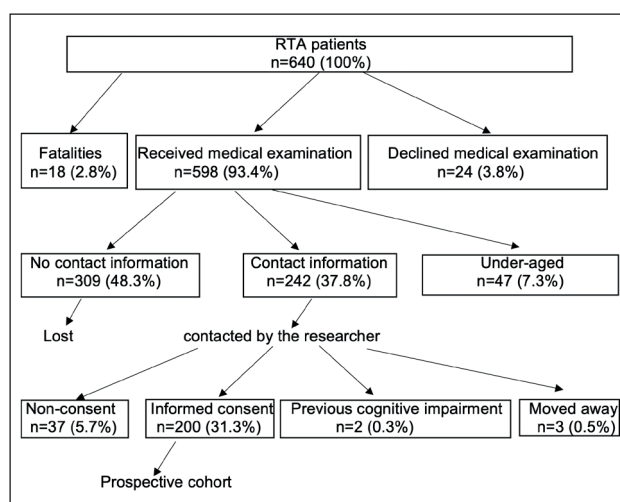 RTA patients
n=640 (100%)
Fatalities
n=18 (2.8%)
Received medical examination
n=598 (93.4%)
Declined medical examination
n=24 (3.8%)
No contact information
n=309 (48.3%)
Contact information
n=242 (37.8%)
Under-aged
n=47 (7.3%)
Lost
contacted by the researcher
Non-consent
n=37 (5.7%)
Informed consent
n=200 (31.3%)
Previous cognitive impairment
n=2 (0.3%)
Moved away
n=3 (0.5%)
Prospective cohort